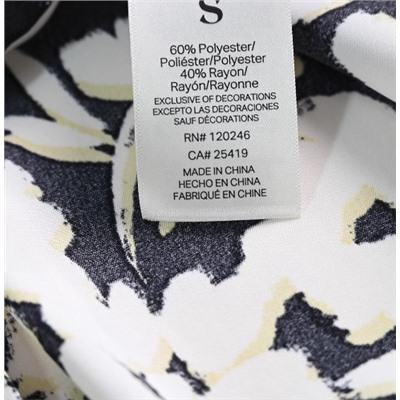 S
60% Polyester/
Poliéster/Polyester
40% Rayon/
Rayón/Rayonne
EXCLUSIVE OF DECORATIONS
EXCEPTO LAS DECORACIONES
SAUF DÉCORATIONS
RN# 120246
CA# 25419
MADE IN CHINA
HECHO EN CHINA
FABRIQUÉ EN CHINE